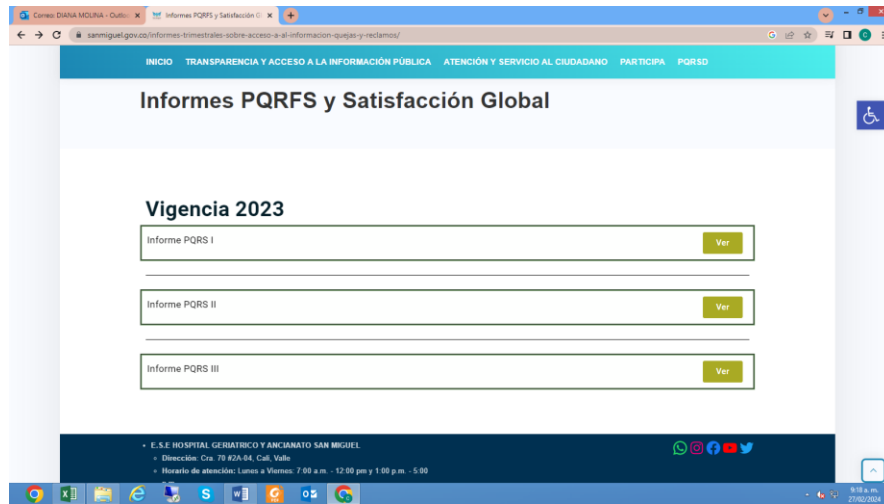 Correo: DIANA MOLINA - Outlo
Informes PQRFS y Satisfacción G
sanmiguel.gov.co/informes-trimestrales-sobre-acceso-a-al-informacion-quejas-y-reclamos/
INICIO TRANSPARENCIA Y ACCESO A LA INFORMACIÓN PÚBLICA ATENCIÓN Y SERVICIO AL CIUDADANO PARTICIPA PQRSD
Informes PQRFS y Satisfacción Global
Vigencia 2023
Informe PQRS I Ver
Informe PQRS II Ver
Informe PQRS III Ver
E.S.E HOSPITAL GERIATRICO Y ANCIANATO SAN MIGUEL
Dirección: Cra. 70 #2A-04, Cali, Valle
Horario de atención: Lunes a Viernes: 7:00 a.m. - 12:00 pm y 1:00 p.m. - 5:00
9:18 a. m.
27/02/2024